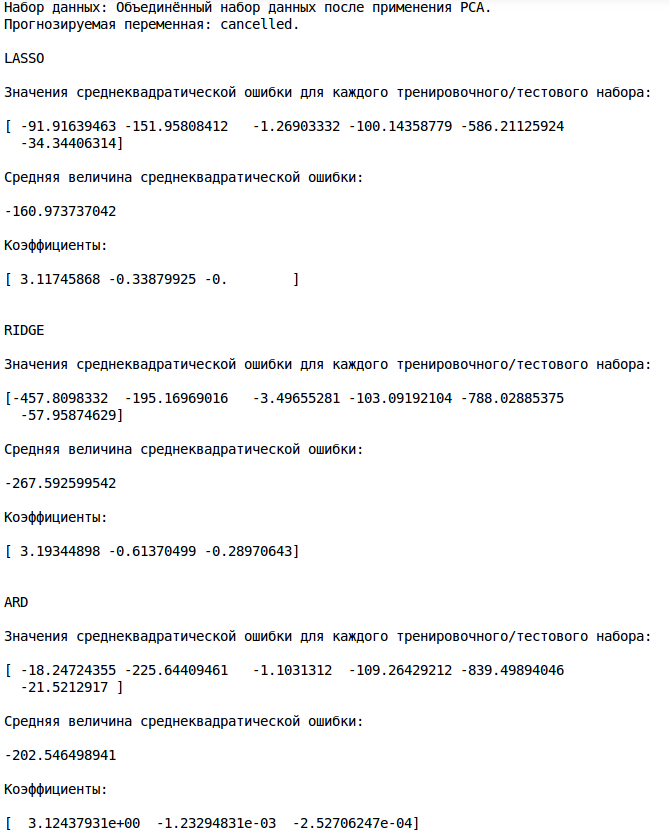 Набор данных: Объединённый набор данных после применения PCA.
Прогнозируемая переменная: cancelled.
LASSO
Значения среднеквадратической ошибки для каждого тренировочного/тестового набора:
[ -91.91639463 -151.95808412   -1.26903332 -100.14358779 -586.21125924
  -34.34406314]
Средняя величина среднеквадратической ошибки:
-160.973737042
Коэффициенты:
[ 3.11745868 -0.33879925 -0.        ]
RIDGE
Значения среднеквадратической ошибки для каждого тренировочного/тестового набора:
[-457.8098332  -195.16969016   -3.49655281 -103.09192104 -788.02885375
  -57.95874629]
Средняя величина среднеквадратической ошибки:
-267.592599542
Коэффициенты:
[ 3.19344898 -0.61370499 -0.28970643]
ARD
Значения среднеквадратической ошибки для каждого тренировочного/тестового набора:
[ -18.24724355 -225.64409461   -1.1031312  -109.26429212 -839.49894046
  -21.5212917 ]
Средняя величина среднеквадратической ошибки:
-202.546498941
Коэффициенты:
[  3.12437931e+00  -1.23294831e-03  -2.52706247e-04]